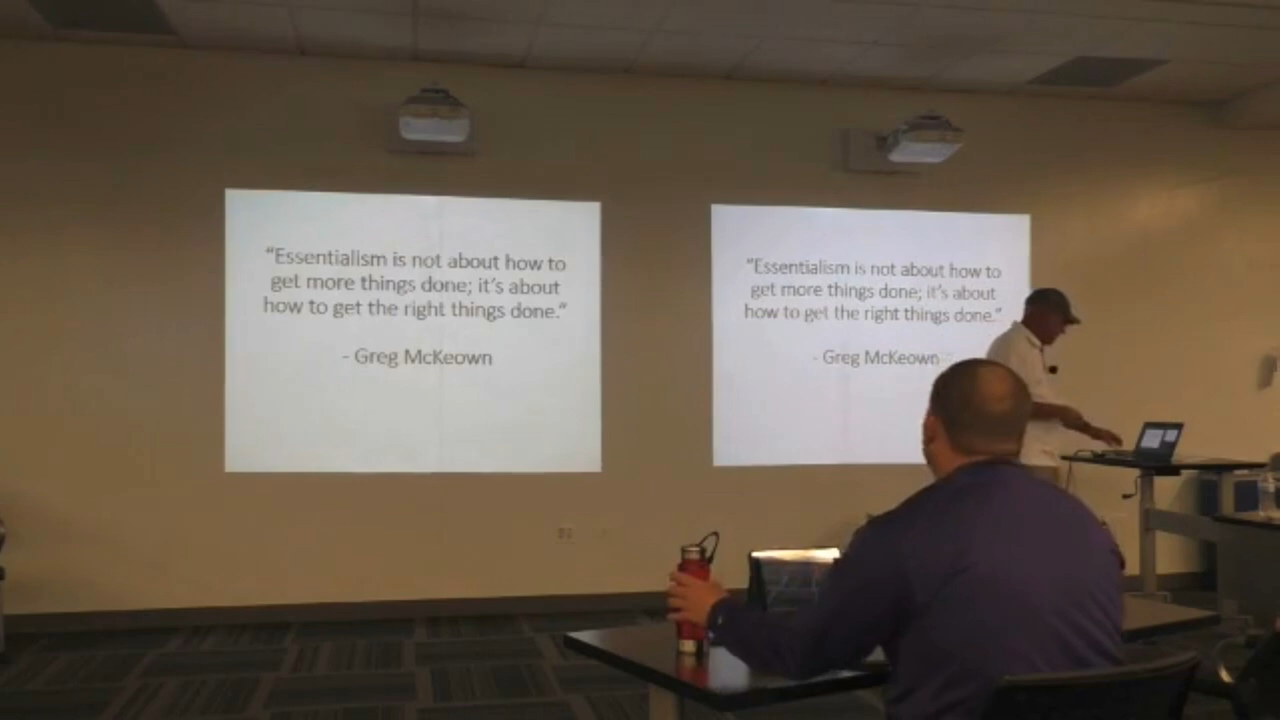 “Essentialism is not about how to
get more things done; it’s about
how to get the right things done.”
- Greg McKeown
“Essentialism is not about how to
get more things done; it’s about
how to get the right things done.”
- Greg McKeown